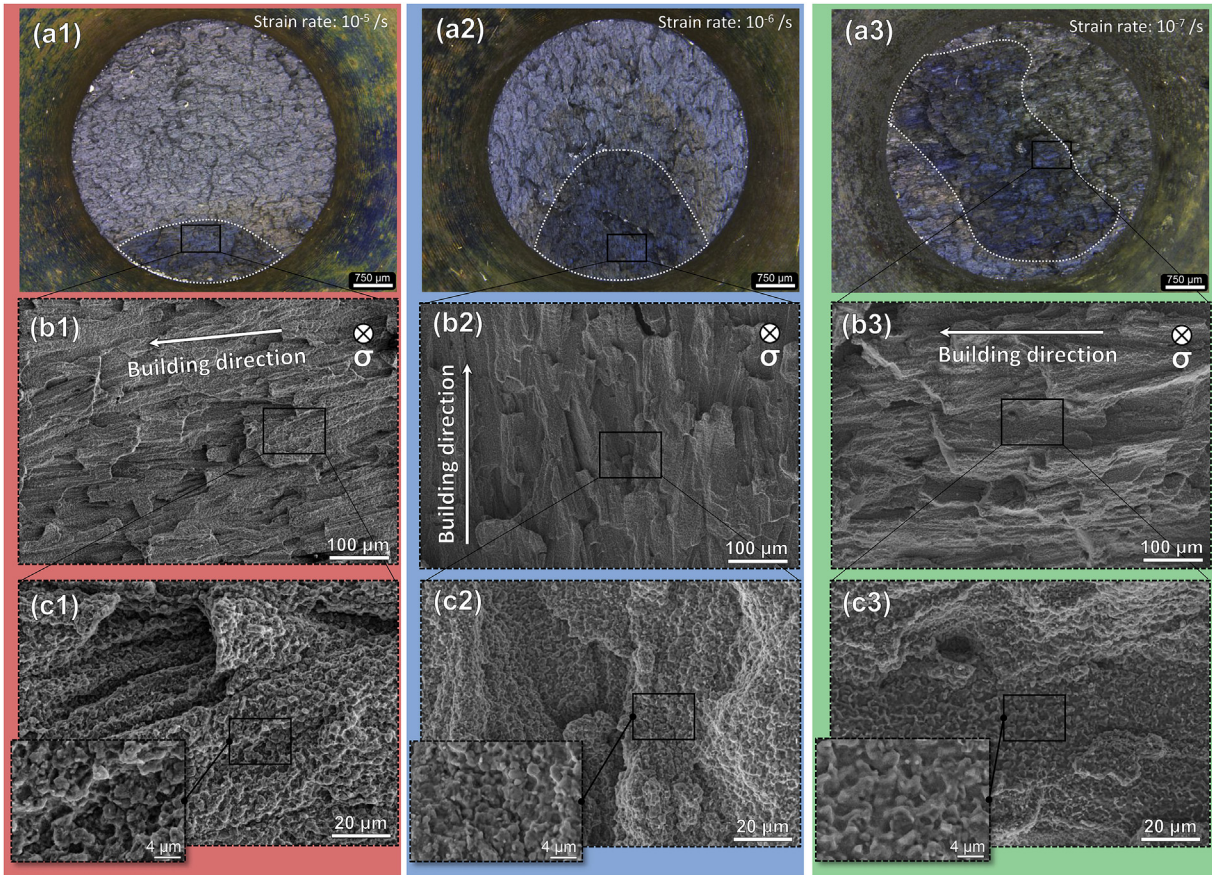 (a1)
Strain rate: 10⁻⁵ /s
750 µm
(b1)
Building direction
σ
100 µm
(c1)
20 µm
4 µm
(a2)
Strain rate: 10⁻⁶ /s
750 µm
(b2)
Building direction
σ
100 µm
(c2)
20 µm
4 µm
(a3)
Strain rate: 10⁻⁷ /s
750 µm
(b3)
Building direction
σ
100 µm
(c3)
20 µm
4 µm